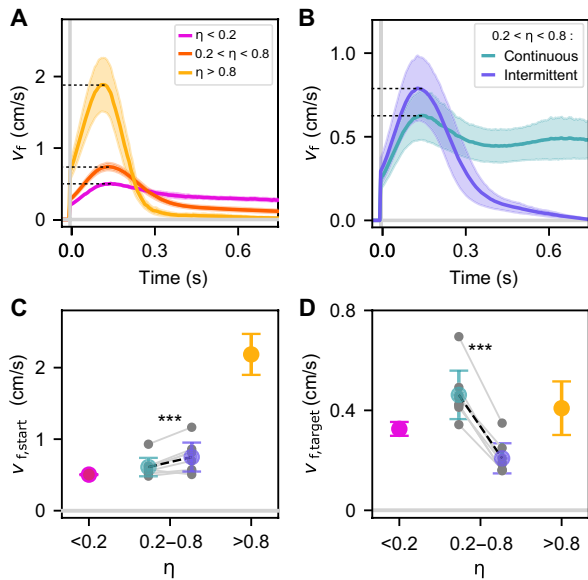 A
η < 0.2
0.2 < η < 0.8
η > 0.8
2
1
0
v_f (cm/s)
0.0 0.3 0.6
Time (s)
B
0.2 < η < 0.8 :
Continuous
Intermittent
1.0
0.5
0.0
v_f (cm/s)
0.0 0.3 0.6
Time (s)
C
***
2
1
0
v_f,start (cm/s)
<0.2 0.2−0.8 >0.8
η
D
***
0.8
0.4
0
v_f,target (cm/s)
<0.2 0.2−0.8 >0.8
η